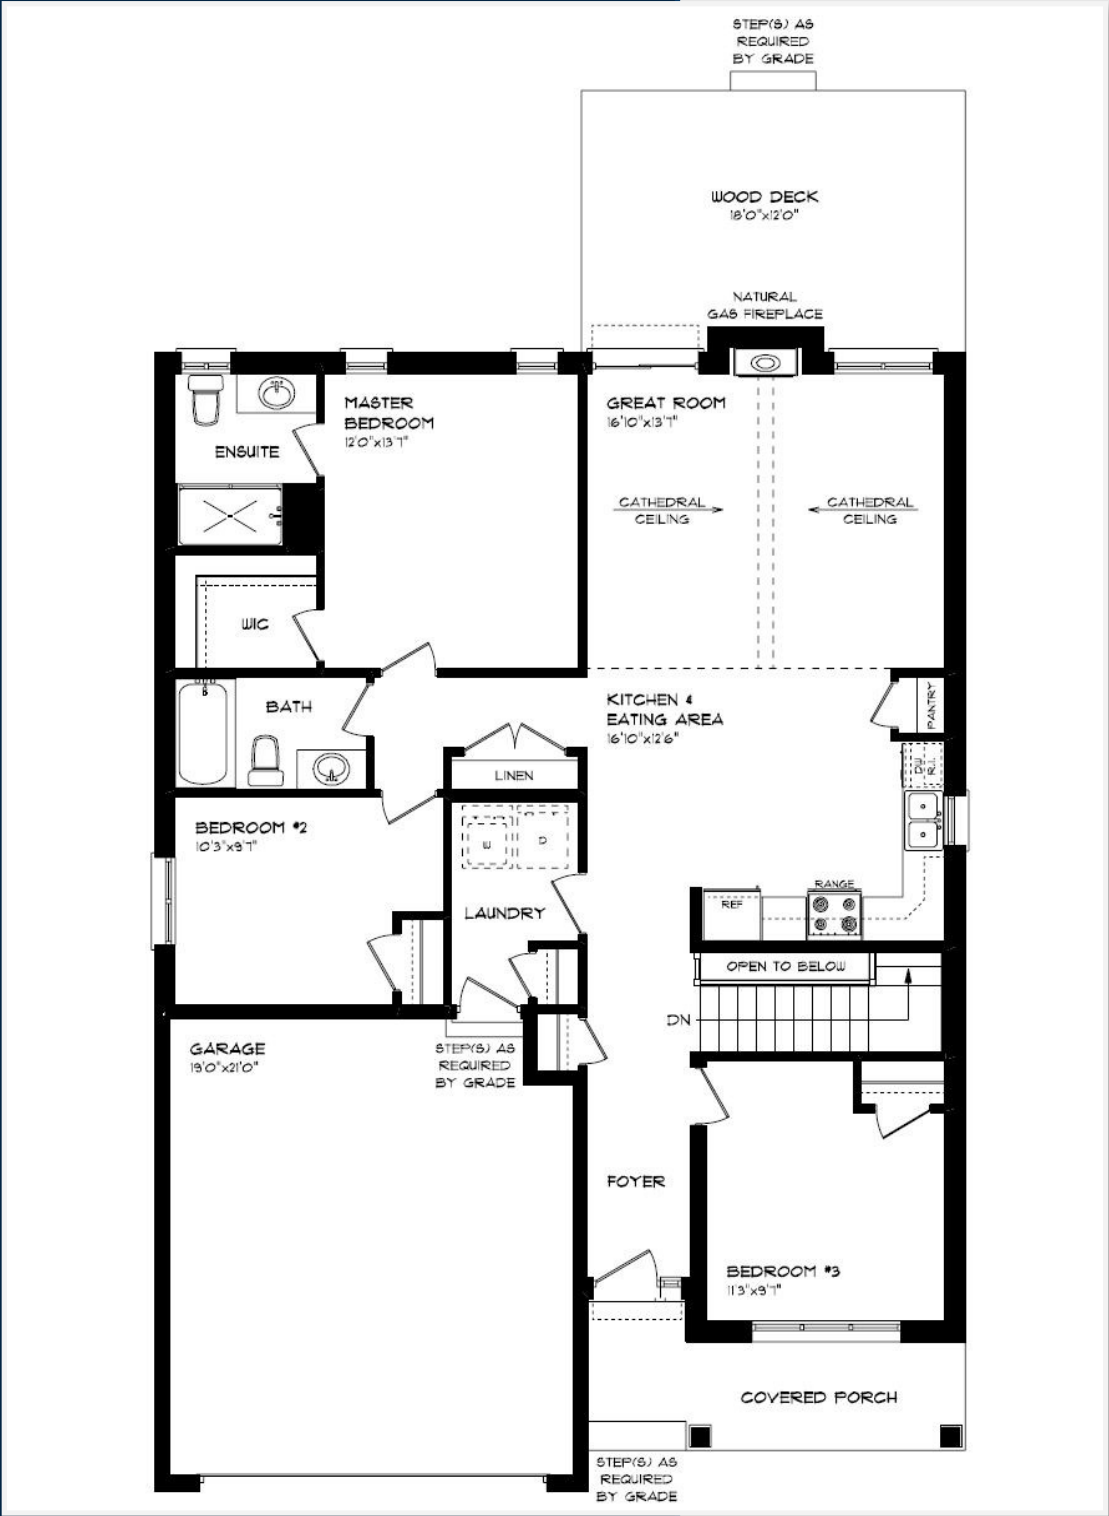 STEP(S) AS
REQUIRED
BY GRADE
WOOD DECK
18'0"x12'0"
NATURAL
GAS FIREPLACE
MASTER
BEDROOM
12'0"x13'7"
GREAT ROOM
16'10"x13'7"
ENSUITE
CATHEDRAL
CEILING
CATHEDRAL
CEILING
WIC
BATH
KITCHEN &
EATING AREA
16'10"x12'6"
PANTRY
LINEN
DW
R.I.
BEDROOM #2
10'3"x9'7"
W
D
LAUNDRY
REF
RANGE
OPEN TO BELOW
DN
GARAGE
19'0"x21'0"
STEP(S) AS
REQUIRED
BY GRADE
FOYER
BEDROOM #3
11'3"x9'7"
COVERED PORCH
STEP(S) AS
REQUIRED
BY GRADE